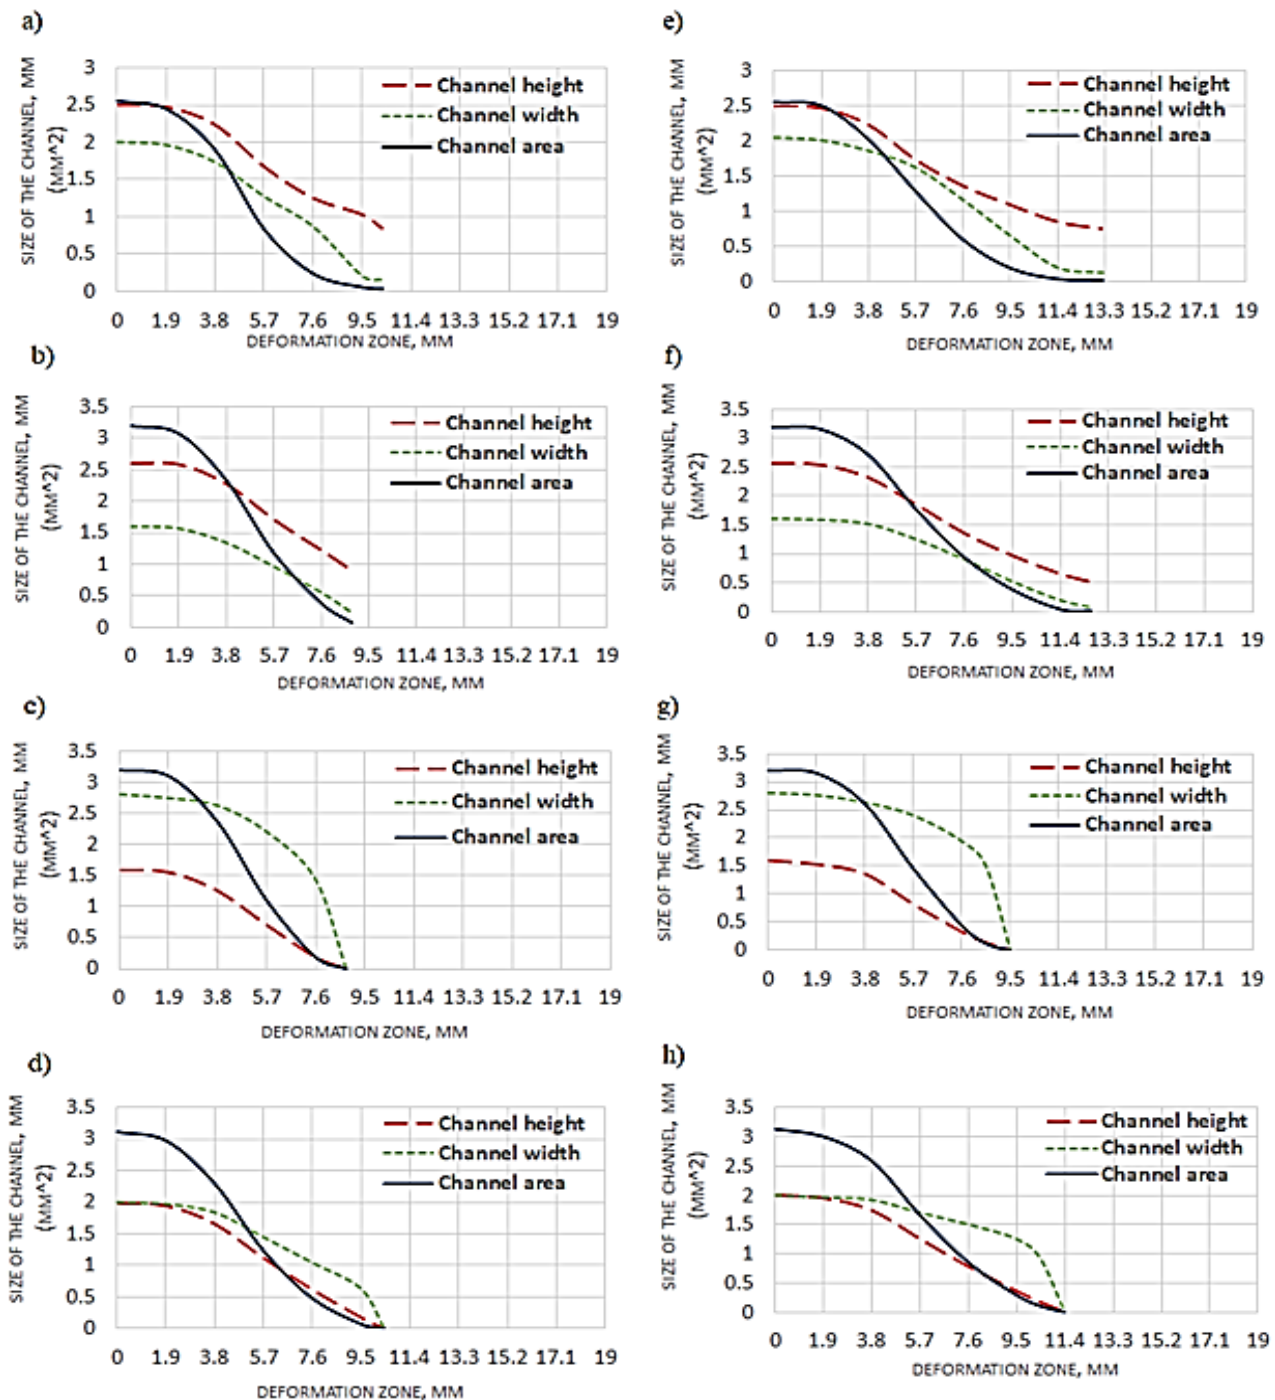 a)
SIZE OF THE CHANNEL, MM
(MM^2)
3
2.5
2
1.5
1
0.5
0
Channel height
Channel width
Channel area
0 1.9 3.8 5.7 7.6 9.5 11.4 13.3 15.2 17.1 19
DEFORMATION ZONE, MM
e)
SIZE OF THE CHANNEL, MM
(MM^2)
3
2.5
2
1.5
1
0.5
0
Channel height
Channel width
Channel area
0 1.9 3.8 5.7 7.6 9.5 11.4 13.3 15.2 17.1 19
DEFORMATION ZONE, MM
b)
SIZE OF THE CHANNEL, MM
(MM^2)
3.5
3
2.5
2
1.5
1
0.5
0
Channel height
Channel width
Channel area
0 1.9 3.8 5.7 7.6 9.5 11.4 13.3 15.2 17.1 19
DEFORMATION ZONE, MM
f)
SIZE OF THE CHANNEL, MM
(MM^2)
3.5
3
2.5
2
1.5
1
0.5
0
Channel height
Channel width
Channel area
0 1.9 3.8 5.7 7.6 9.5 11.4 13.3 15.2 17.1 19
DEFORMATION ZONE, MM
c)
SIZE OF THE CHANNEL, MM
(MM^2)
3.5
3
2.5
2
1.5
1
0.5
0
Channel height
Channel width
Channel area
0 1.9 3.8 5.7 7.6 9.5 11.4 13.3 15.2 17.1 19
DEFORMATION ZONE, MM
g)
SIZE OF THE CHANNEL, MM
(MM^2)
3.5
3
2.5
2
1.5
1
0.5
0
Channel height
Channel width
Channel area
0 1.9 3.8 5.7 7.6 9.5 11.4 13.3 15.2 17.1 19
DEFORMATION ZONE, MM
d)
SIZE OF THE CHANNEL, MM
(MM^2)
3.5
3
2.5
2
1.5
1
0.5
0
Channel height
Channel width
Channel area
0 1.9 3.8 5.7 7.6 9.5 11.4 13.3 15.2 17.1 19
DEFORMATION ZONE, MM
h)
SIZE OF THE CHANNEL, MM
(MM^2)
3.5
3
2.5
2
1.5
1
0.5
0
Channel height
Channel width
Channel area
0 1.9 3.8 5.7 7.6 9.5 11.4 13.3 15.2 17.1 19
DEFORMATION ZONE, MM